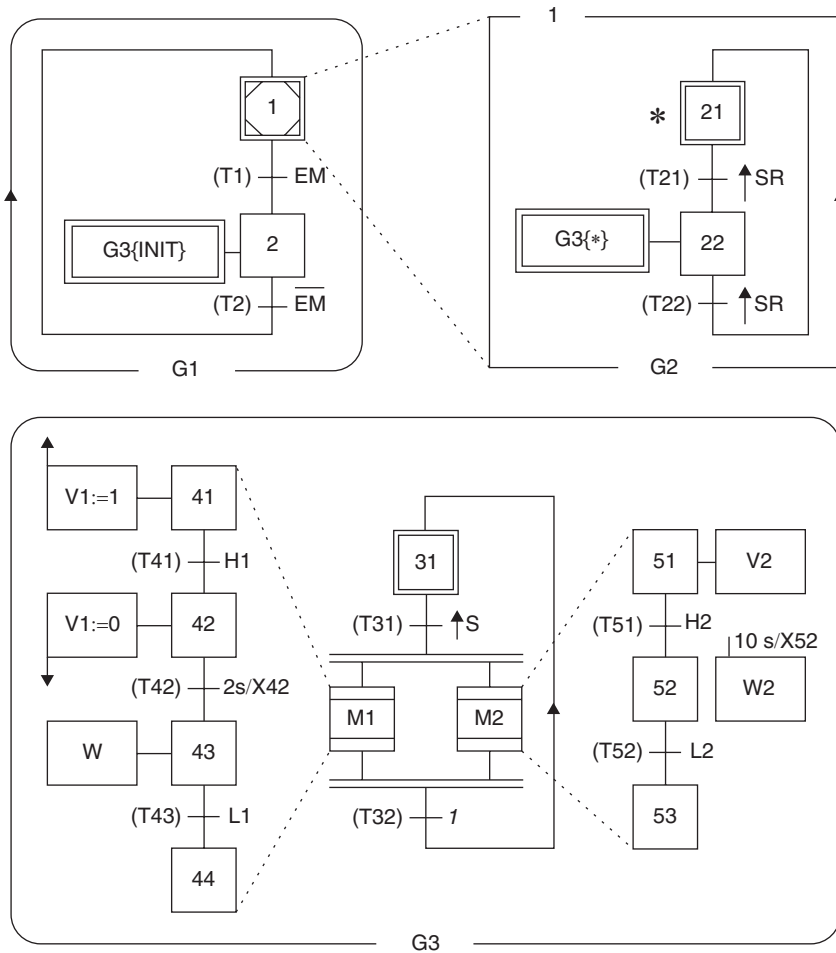 1
(T1) EM
G3{INIT} 2
(T2) E̅M̅
G1
1
* 21
(T21) SR
G3{*} 22
(T22) SR
G2
V1:=1 41
(T41) H1
V1:=0 42
(T42) 2s/X42
W 43
(T43) L1
44
31
(T31) S
M1 M2
(T32) 1
51 V2
(T51) H2
10 s/X52
52 W2
(T52) L2
53
G3